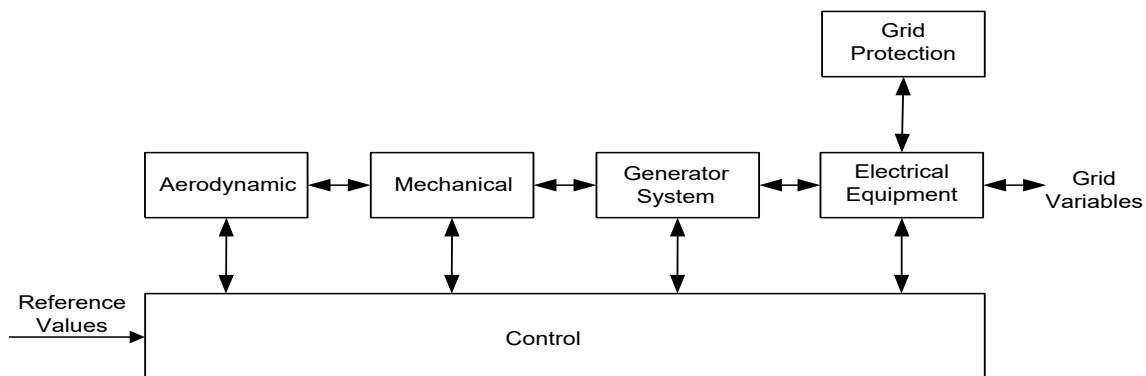 Grid
Protection
Aerodynamic
Mechanical
Generator
System
Electrical
Equipment
Grid
Variables
Reference
Values
Control